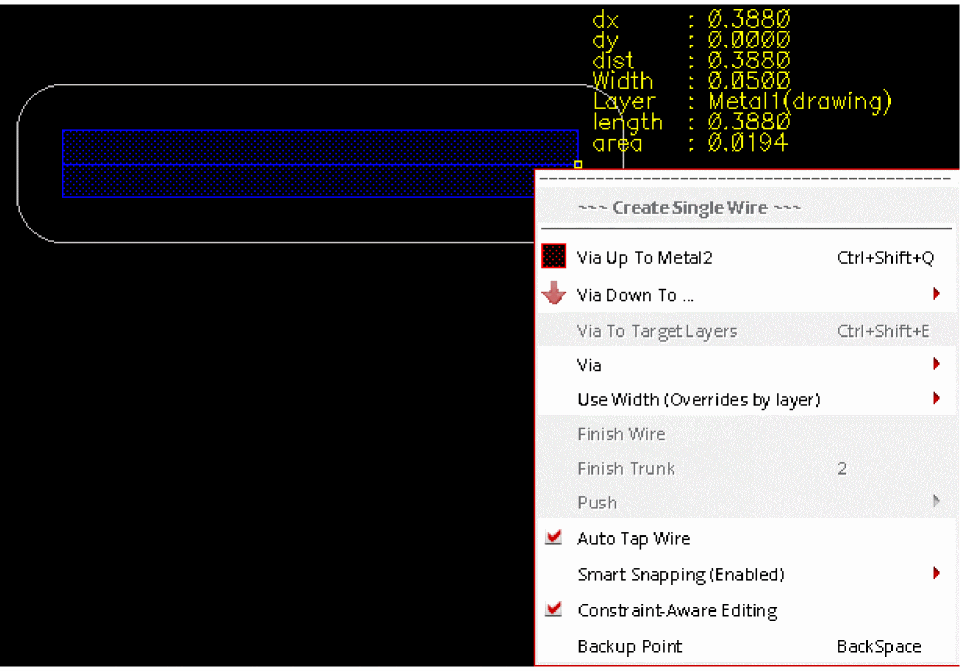 dx : 0.3880
dy : 0.0000
dist : 0.3880
Width : 0.0500
Layer : Metal1(drawing)
length : 0.3880
area : 0.0194
~~~ Create Single Wire ~~~
Via Up To Metal2 Ctrl+Shift+Q
Via Down To ...
Via To Target Layers Ctrl+Shift+E
Via
Use Width (Overrides by layer)
Finish Wire
Finish Trunk 2
Push
Auto Tap Wire
Smart Snapping (Enabled)
Constraint-Aware Editing
Backup Point BackSpace